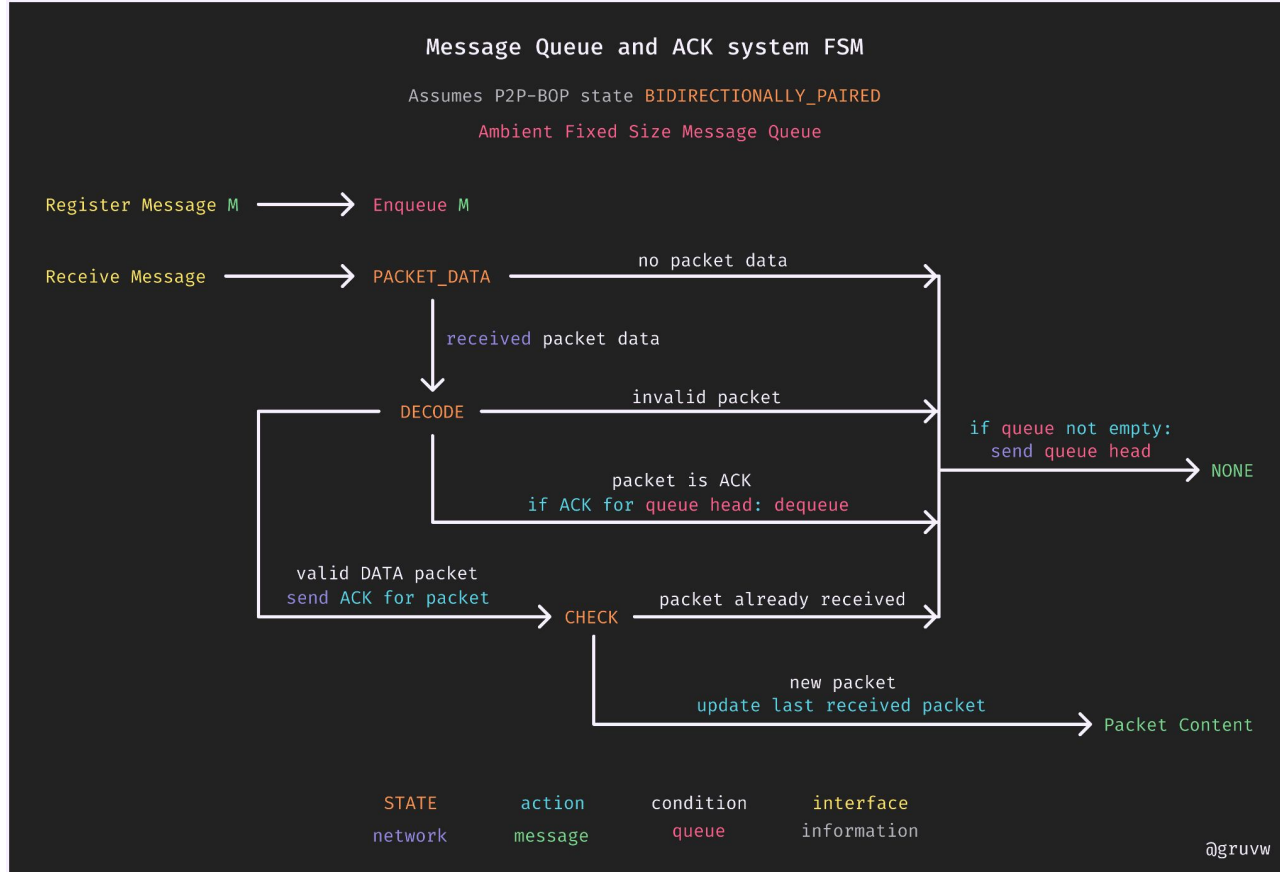 Message Queue and ACK system FSM
Assumes P2P-BOP state BIDIRECTIONALLY_PAIRED
Ambient Fixed Size Message Queue
Register Message M
Enqueue M
Receive Message
PACKET_DATA
no packet data
received packet data
DECODE
invalid packet
if queue not empty:
send queue head
NONE
packet is ACK
if ACK for queue head: dequeue
valid DATA packet
send ACK for packet
CHECK
packet already received
new packet
update last received packet
Packet Content
STATE
action
condition
interface
network
message
queue
information
@gruvw